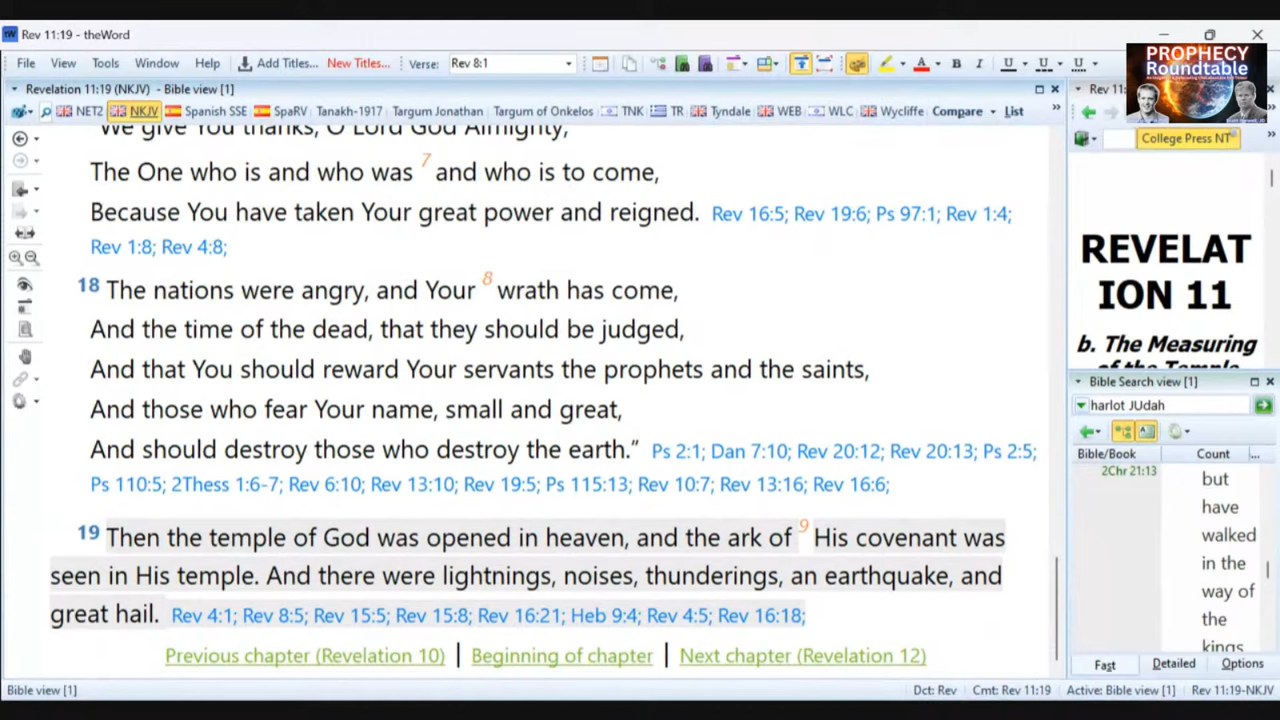 Rev 11:19 - theWord
File View Tools Window Help Add Titles... New Titles... Verse: Rev 8:1 B I U U U
PROPHECY
Roundtable
Revelation 11:19 (NKJV) - Bible view [1]
NET2 NKJV Spanish SSE SpaRV Tanakh-1917 Targum Jonathan Targum of Onkelos TNK TR Tyndale WEB WLC Wycliffe Compare List
"We give You thanks, O Lord God Almighty,
The One who is and who was 7 and who is to come,
Because You have taken Your great power and reigned. Rev 16:5; Rev 19:6; Ps 97:1; Rev 1:4;
Rev 1:8; Rev 4:8;
18 The nations were angry, and Your 8 wrath has come,
And the time of the dead, that they should be judged,
And that You should reward Your servants the prophets and the saints,
And those who fear Your name, small and great,
And should destroy those who destroy the earth.” Ps 2:1; Dan 7:10; Rev 20:12; Rev 20:13; Ps 2:5;
Ps 110:5; 2Thess 1:6-7; Rev 6:10; Rev 13:10; Rev 19:5; Ps 115:13; Rev 10:7; Rev 13:16; Rev 16:6;
19 Then the temple of God was opened in heaven, and the ark of 9 His covenant was
seen in His temple. And there were lightnings, noises, thunderings, an earthquake, and
great hail. Rev 4:1; Rev 8:5; Rev 15:5; Rev 15:8; Rev 16:21; Heb 9:4; Rev 4:5; Rev 16:18;
Previous chapter (Revelation 10) | Beginning of chapter | Next chapter (Revelation 12)
Rev 11:
College Press NT
REVELAT
ION 11
b. The Measuring
of the Temple
Bible Search view [1]
harlot JUdah
Bible/Book Count ...
2Chr 21:13
but
have
walked
in the
way of
the
kings
Fast Detailed Options
Bible view [1] Dct: Rev Cmt: Rev 11:19 Active: Bible view [1] Rev 11:19-NKJV